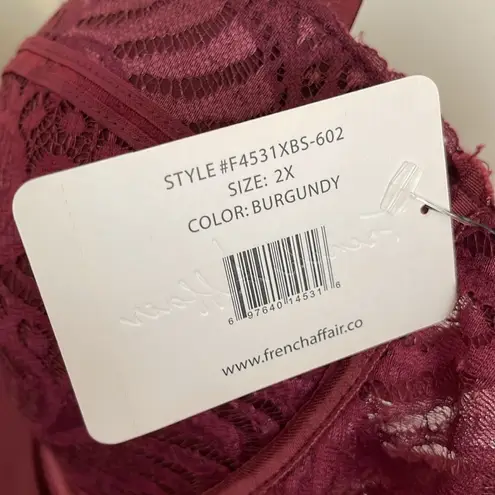 STYLE #F4531XBS-602
SIZE: 2X
COLOR: BURGUNDY
6 97640 14531 6
www.frenchaffair.co